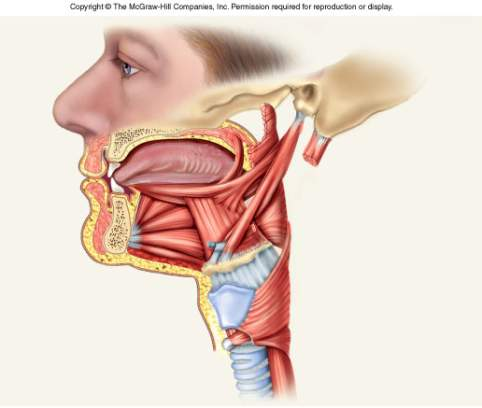 Copyright © The McGraw-Hill Companies, Inc. Permission required for reproduction or display.